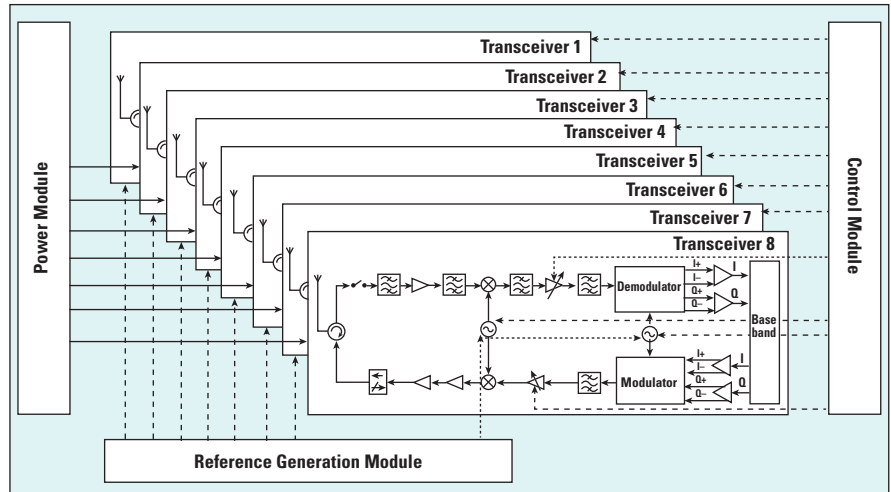 Power Module
Transceiver 1
Transceiver 2
Transceiver 3
Transceiver 4
Transceiver 5
Transceiver 6
Transceiver 7
Transceiver 8
Demodulator
I+
I–
Q+
Q–
I
Q
Base
band
Modulator
I+
I–
Q+
Q–
I
Q
Control Module
Reference Generation Module